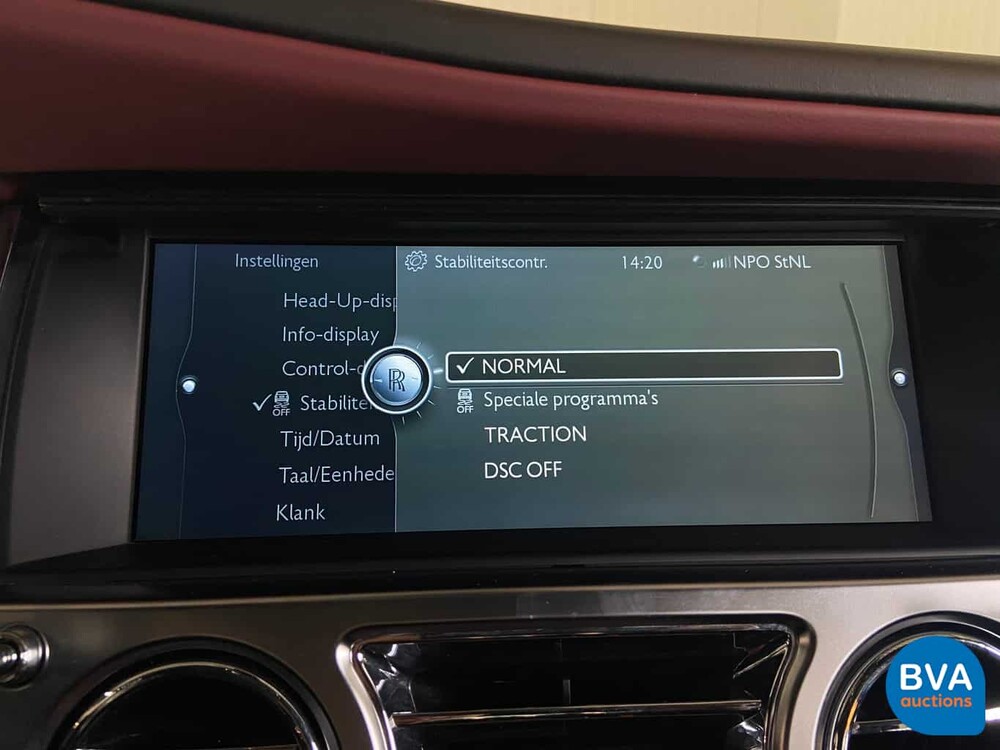 Instellingen
Head-Up-disp
Info-display
Control-d
OFF Stabilite
Tijd/Datum
Taal/Eenhede
Klank
Stabiliteitscontr. 14:20 NPO StNL
R
NORMAL
OFF Speciale programma's
TRACTION
DSC OFF
BVA
auctions